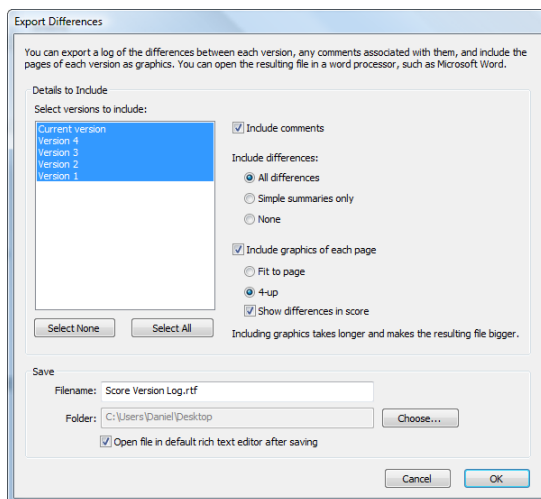 Export Differences
You can export a log of the differences between each version, any comments associated with them, and include the
pages of each version as graphics. You can open the resulting file in a word processor, such as Microsoft Word.
Details to Include
Select versions to include:
Current version
Version 4
Version 3
Version 2
Version 1
Select None
Select All
Include comments
Include differences:
All differences
Simple summaries only
None
Include graphics of each page
Fit to page
4-up
Show differences in score
Including graphics takes longer and makes the resulting file bigger.
Save
Filename: Score Version Log.rtf
Folder: C:\Users\Daniel\Desktop
Choose...
Open file in default rich text editor after saving
Cancel
OK